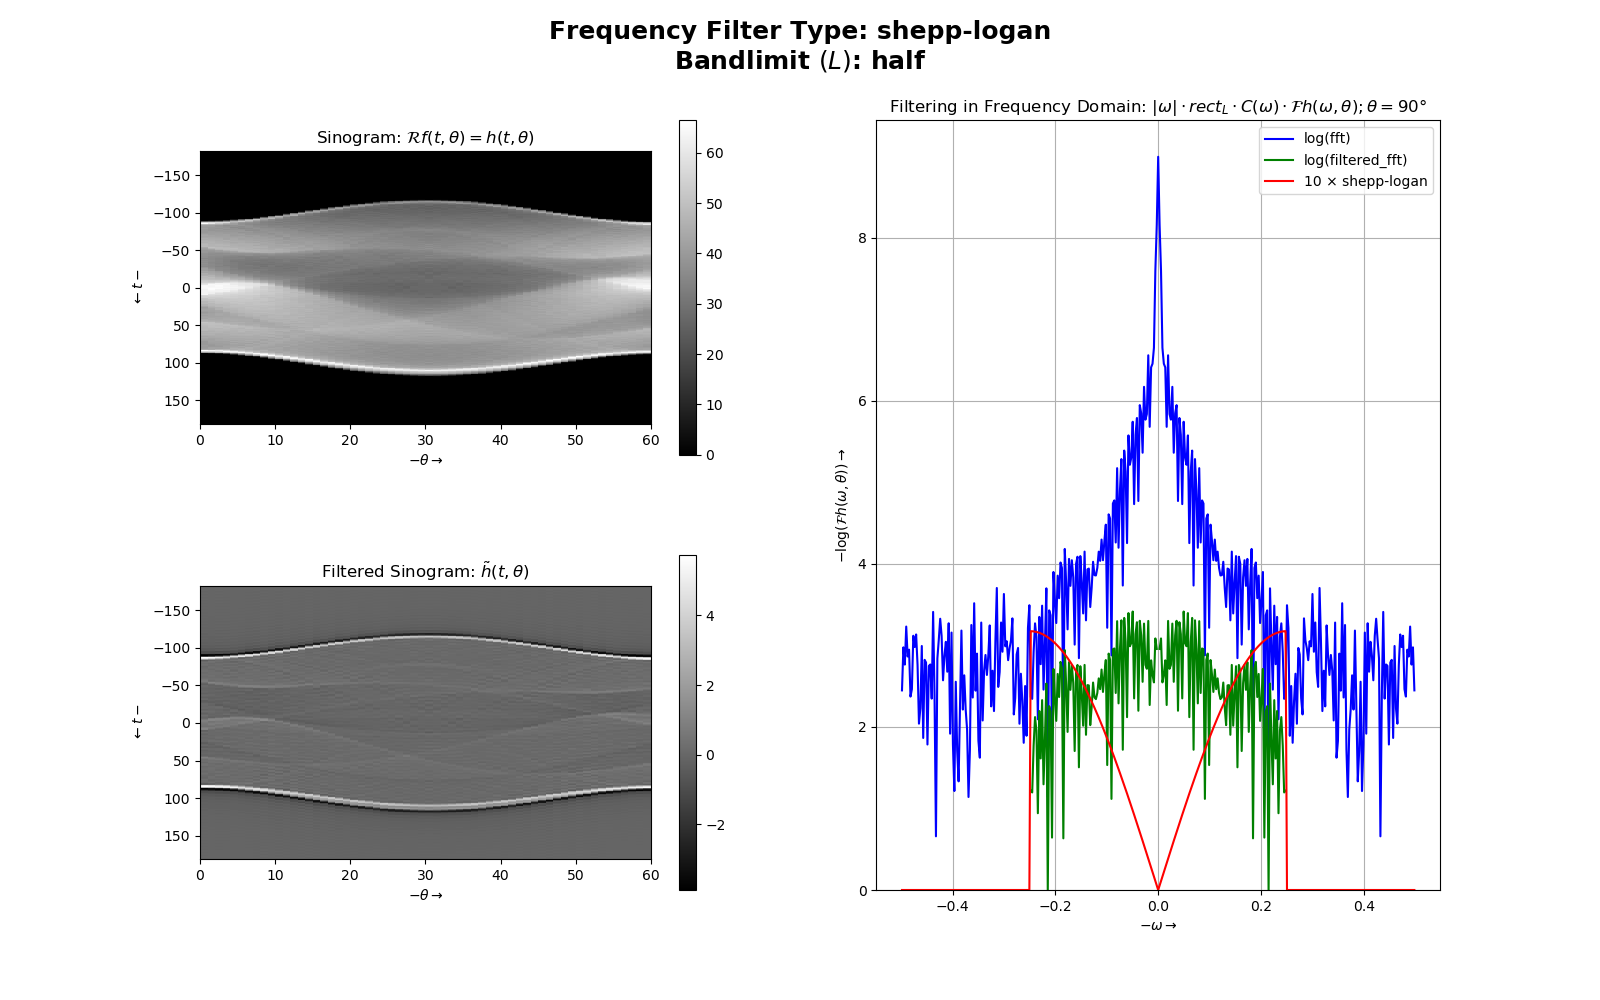 Frequency Filter Type: shepp-logan
Bandlimit (L): half
Sinogram: ℛf(t, θ) = h(t, θ)
−150
−100
−50
0
50
100
150
← t −
0 10 20 30 40 50 60
−θ→
60
50
40
30
20
10
0
Filtered Sinogram: h̃(t, θ)
−150
−100
−50
0
50
100
150
← t −
0 10 20 30 40 50 60
−θ→
4
2
0
−2
Filtering in Frequency Domain: |ω| · rect_L · C(ω) · ℱh(ω, θ); θ = 90°
log(fft)
log(filtered_fft)
10 × shepp-logan
8
6
4
2
0
−log(ℱh(ω, θ))→
−0.4 −0.2 0.0 0.2 0.4
−ω→